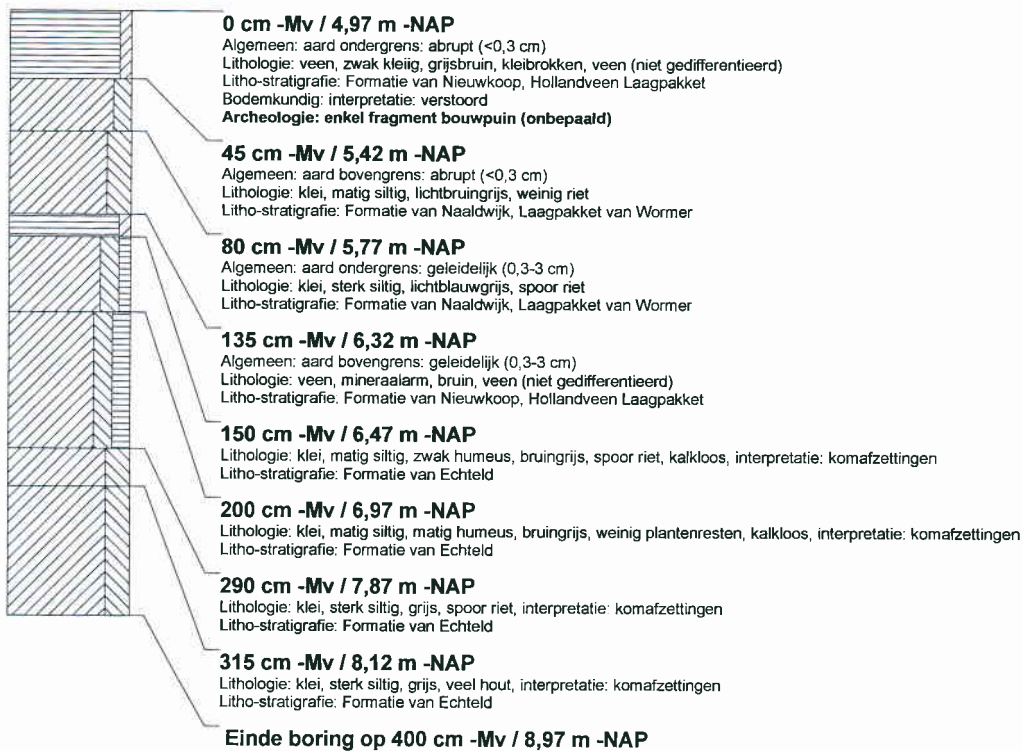 0 cm -Mv / 4,97 m -NAP
Algemeen: aard ondergrens: abrupt (<0,3 cm)
Lithologie: veen, zwak kleiig, grijsbruin, kleibrokken, veen (niet gedifferentieerd)
Litho-stratigrafie: Formatie van Nieuwkoop, Hollandveen Laagpakket
Bodemkundig: interpretatie: verstoord
Archeologie: enkel fragment bouwpuin (onbepaald)
45 cm -Mv / 5,42 m -NAP
Algemeen: aard bovengrens: abrupt (<0,3 cm)
Lithologie: klei, matig siltig, lichtbruingrijs, weinig riet
Litho-stratigrafie: Formatie van Naaldwijk, Laagpakket van Wormer
80 cm -Mv / 5,77 m -NAP
Algemeen: aard ondergrens: geleidelijk (0,3-3 cm)
Lithologie: klei, sterk siltig, lichtblauwgrijs, spoor riet
Litho-stratigrafie: Formatie van Naaldwijk, Laagpakket van Wormer
135 cm -Mv / 6,32 m -NAP
Algemeen: aard bovengrens: geleidelijk (0,3-3 cm)
Lithologie: veen, mineraalarm, bruin, veen (niet gedifferentieerd)
Litho-stratigrafie: Formatie van Nieuwkoop, Hollandveen Laagpakket
150 cm -Mv / 6,47 m -NAP
Lithologie: klei, matig siltig, zwak humeus, bruingrijs, spoor riet, kalkloos, interpretatie: komafzettingen
Litho-stratigrafie: Formatie van Echteld
200 cm -Mv / 6,97 m -NAP
Lithologie: klei, matig siltig, matig humeus, bruingrijs, weinig plantenresten, kalkloos, interpretatie: komafzettingen
Litho-stratigrafie: Formatie van Echteld
290 cm -Mv / 7,87 m -NAP
Lithologie: klei, sterk siltig, grijs, spoor riet, interpretatie: komafzettingen
Litho-stratigrafie: Formatie van Echteld
315 cm -Mv / 8,12 m -NAP
Lithologie: klei, sterk siltig, grijs, veel hout, interpretatie: komafzettingen
Litho-stratigrafie: Formatie van Echteld
Einde boring op 400 cm -Mv / 8,97 m -NAP